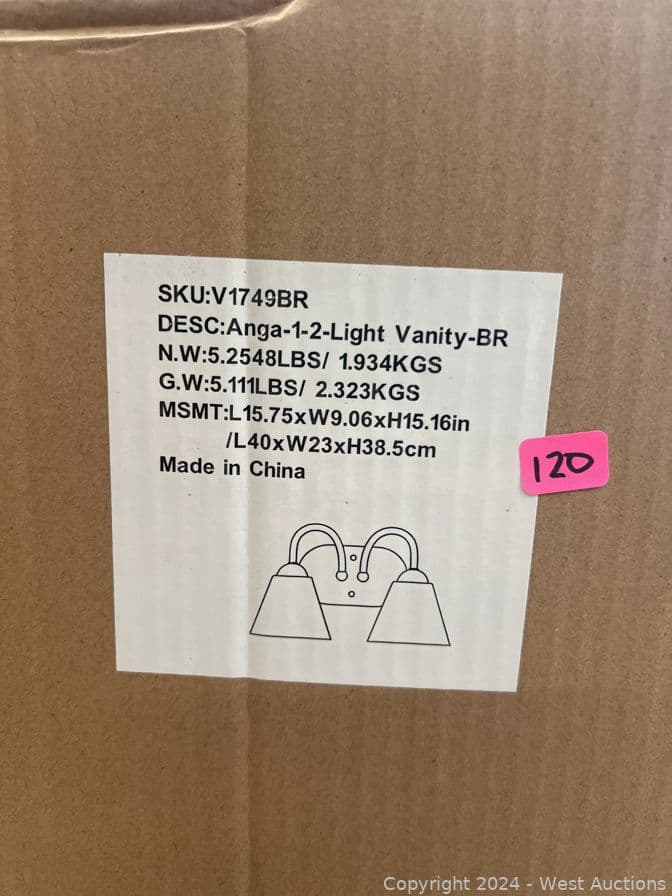 SKU:V1749BR
DESC:Anga-1-2-Light Vanity-BR
N.W:5.2548LBS/ 1.934KGS
G.W:5.111LBS/ 2.323KGS
MSMT:L15.75xW9.06xH15.16in
/L40xW23xH38.5cm
Made in China
120
Copyright 2024 - West Auctions